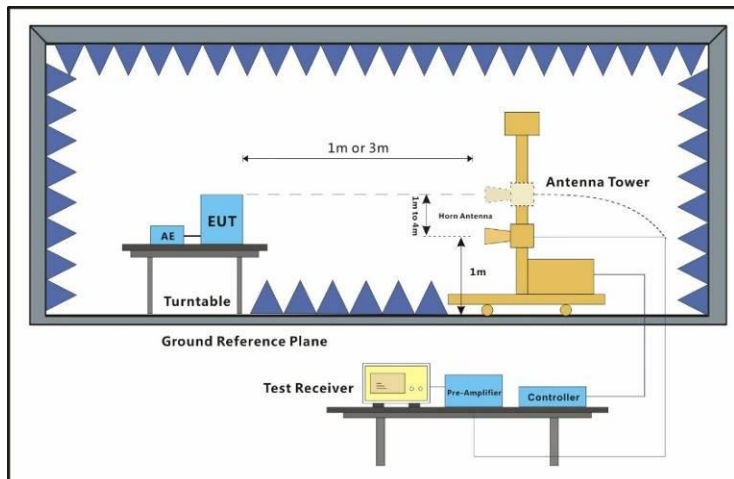 1m or 3m
Antenna Tower
1m to 4m
Horn Antenna
EUT
AE
1m
Turntable
Ground Reference Plane
Test Receiver
Pre-Amplifier
Controller